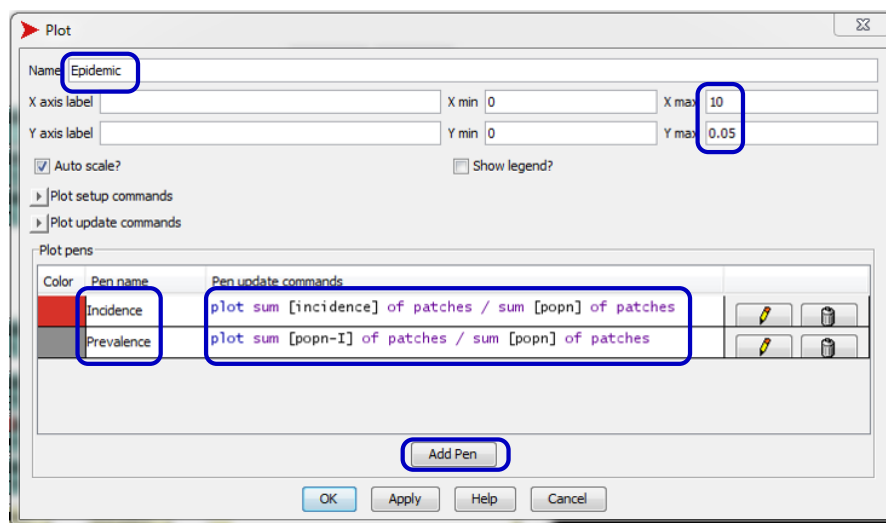 Plot
Name Epidemic
X axis label X min 0 X max 10
Y axis label Y min 0 Y max 0.05
Auto scale? Show legend?
Plot setup commands
Plot update commands
Plot pens
Color Pen name Pen update commands
Incidence plot sum [incidence] of patches / sum [popn] of patches
Prevalence plot sum [popn-I] of patches / sum [popn] of patches
Add Pen
OK Apply Help Cancel